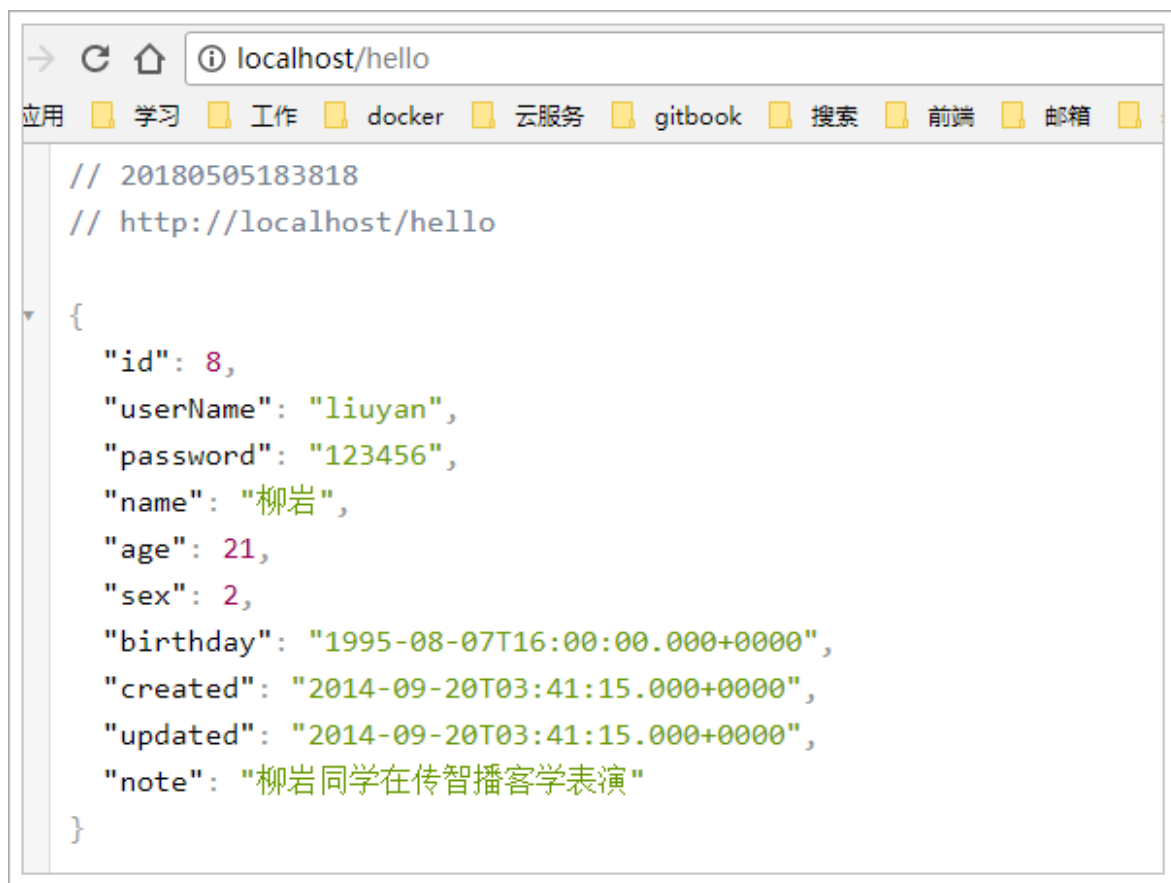 localhost/hello
应用 学习 工作 docker 云服务 gitbook 搜索 前端 邮箱
// 20180505183818
// http://localhost/hello
{
"id": 8,
"userName": "liuyan",
"password": "123456",
"name": "柳岩",
"age": 21,
"sex": 2,
"birthday": "1995-08-07T16:00:00.000+0000",
"created": "2014-09-20T03:41:15.000+0000",
"updated": "2014-09-20T03:41:15.000+0000",
"note": "柳岩同学在传智播客学表演"
}